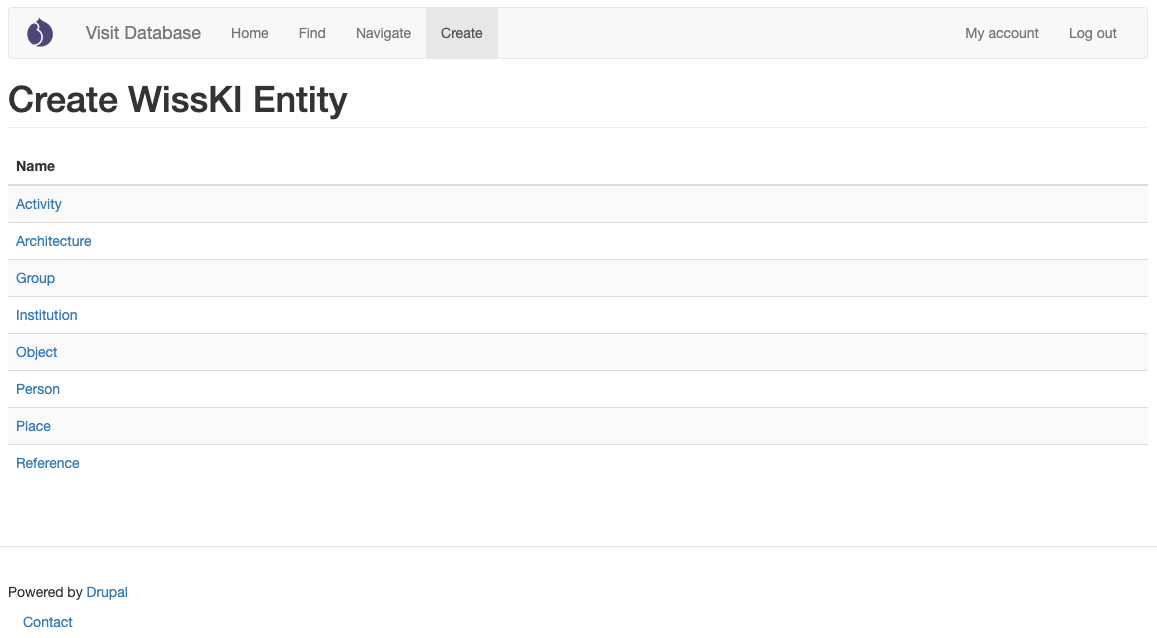 Visit Database Home Find Navigate Create My account Log out
Create WissKI Entity
Name
Activity
Architecture
Group
Institution
Object
Person
Place
Reference
Powered by Drupal
Contact